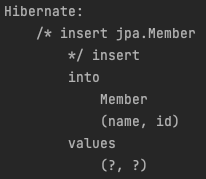 Hibernate:
    /* insert jpa.Member
        */ insert
        into
            Member
            (name, id)
        values
            (?, ?)